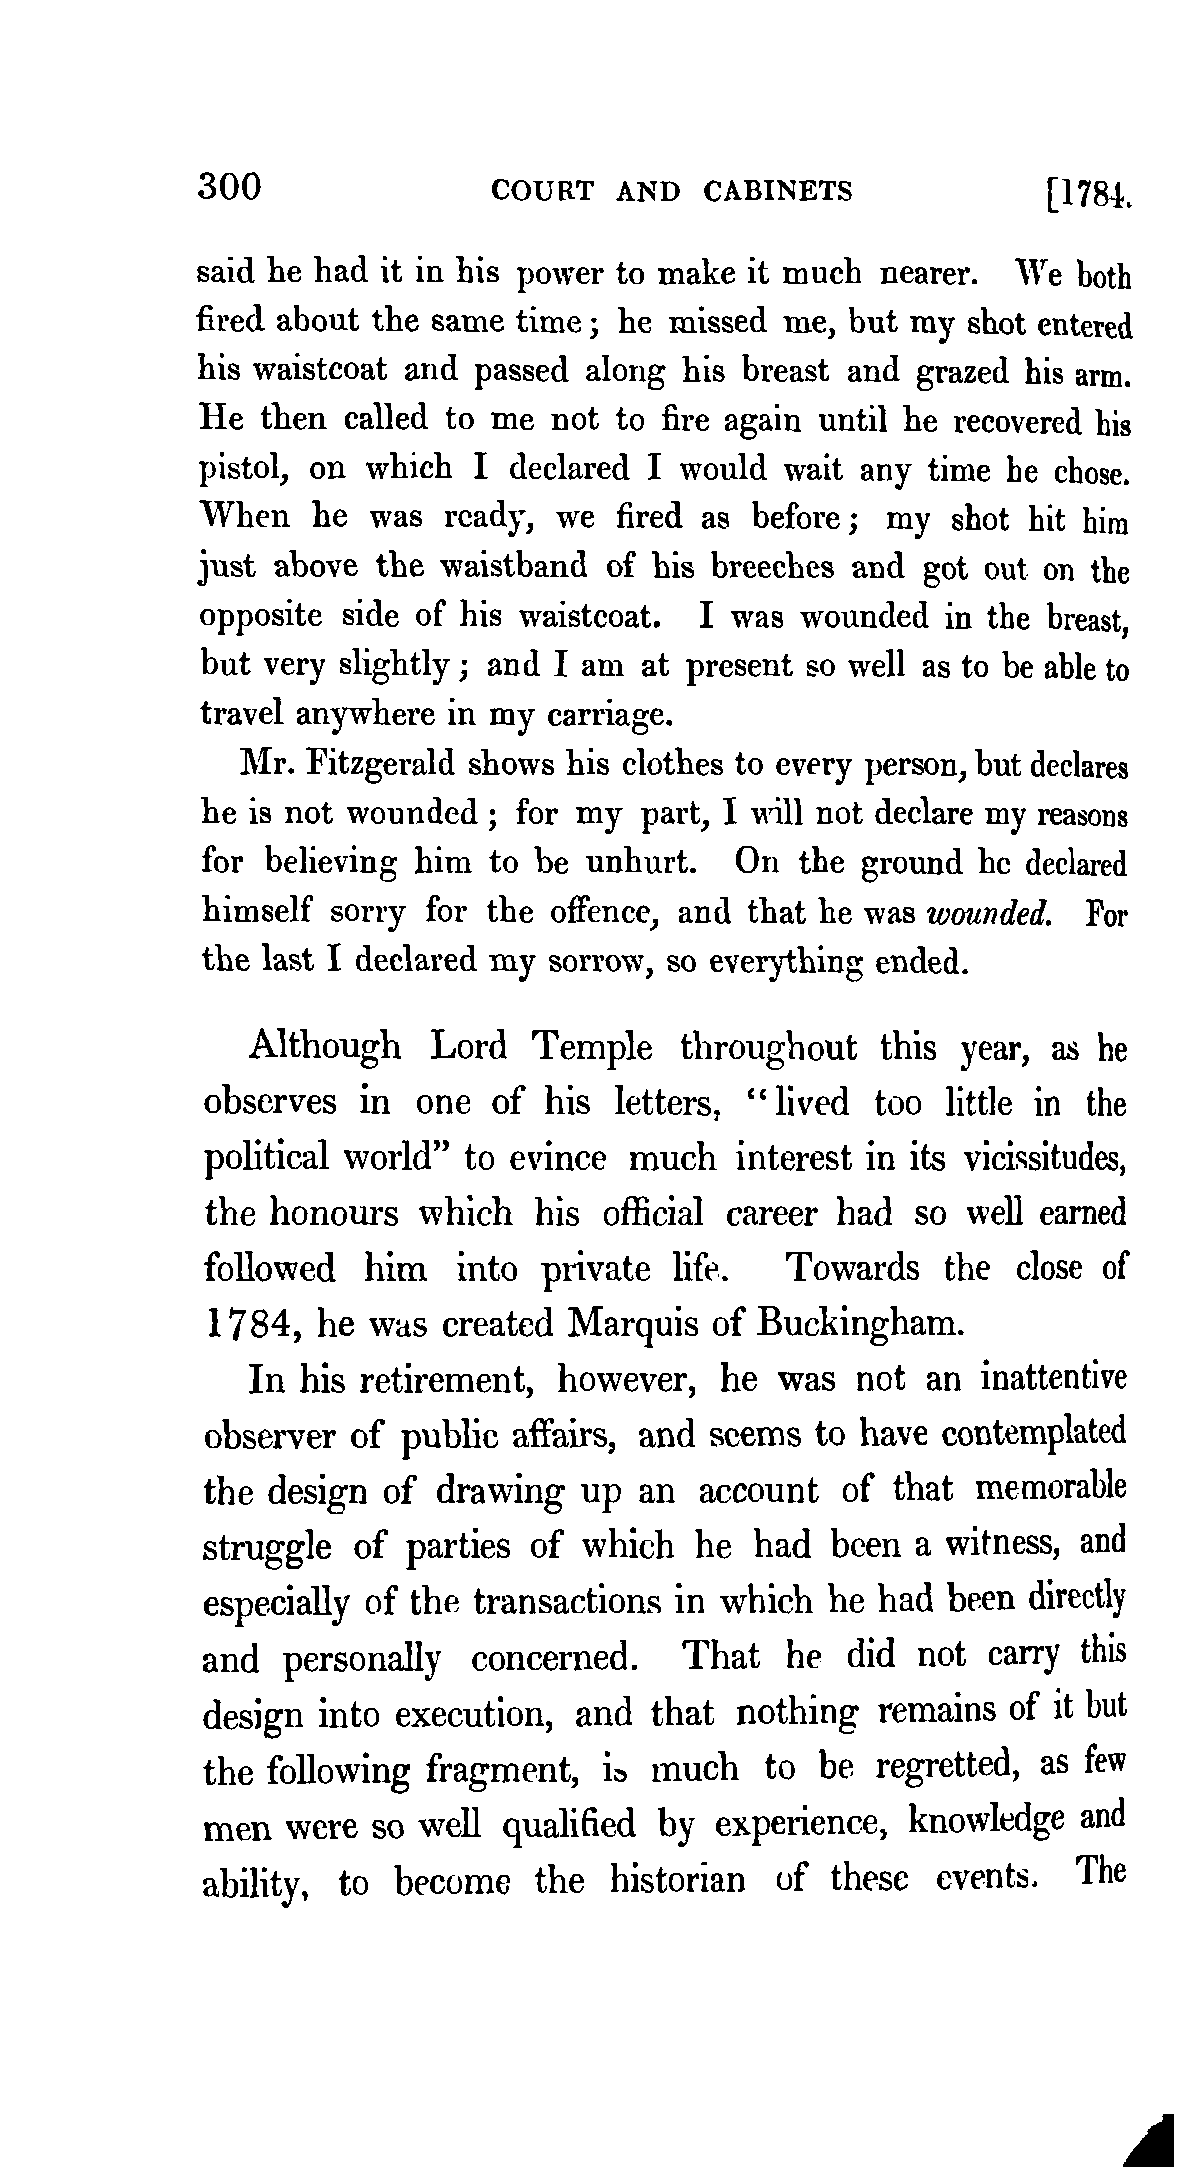 300 COURT AND CABINETS [1784.
said he had it in his power to make it much nearer. We both
fired about the same time; he missed me, but my shot entered
his waistcoat and passed along his breast and grazed his arm.
He then called to me not to fire again until he recovered his
pistol, on which I declared I would wait any time he chose.
When he was ready, we fired as before; my shot hit him
just above the waistband of his breeches and got out on the
opposite side of his waistcoat. I was wounded in the breast,
but very slightly; and I am at present so well as to be able to
travel anywhere in my carriage.
Mr. Fitzgerald shows his clothes to every person, but declares
he is not wounded; for my part, I will not declare my reasons
for believing him to be unhurt. On the ground he declared
himself sorry for the offence, and that he was wounded. For
the last I declared my sorrow, so everything ended.
Although Lord Temple throughout this year, as he
observes in one of his letters, "lived too little in the
political world" to evince much interest in its vicissitudes,
the honours which his official career had so well earned
followed him into private life. Towards the close of
1784, he was created Marquis of Buckingham.
In his retirement, however, he was not an inattentive
observer of public affairs, and seems to have contemplated
the design of drawing up an account of that memorable
struggle of parties of which he had been a witness, and
especially of the transactions in which he had been directly
and personally concerned. That he did not carry this
design into execution, and that nothing remains of it but
the following fragment, is much to be regretted, as few
men were so well qualified by experience, knowledge and
ability, to become the historian of these events. The